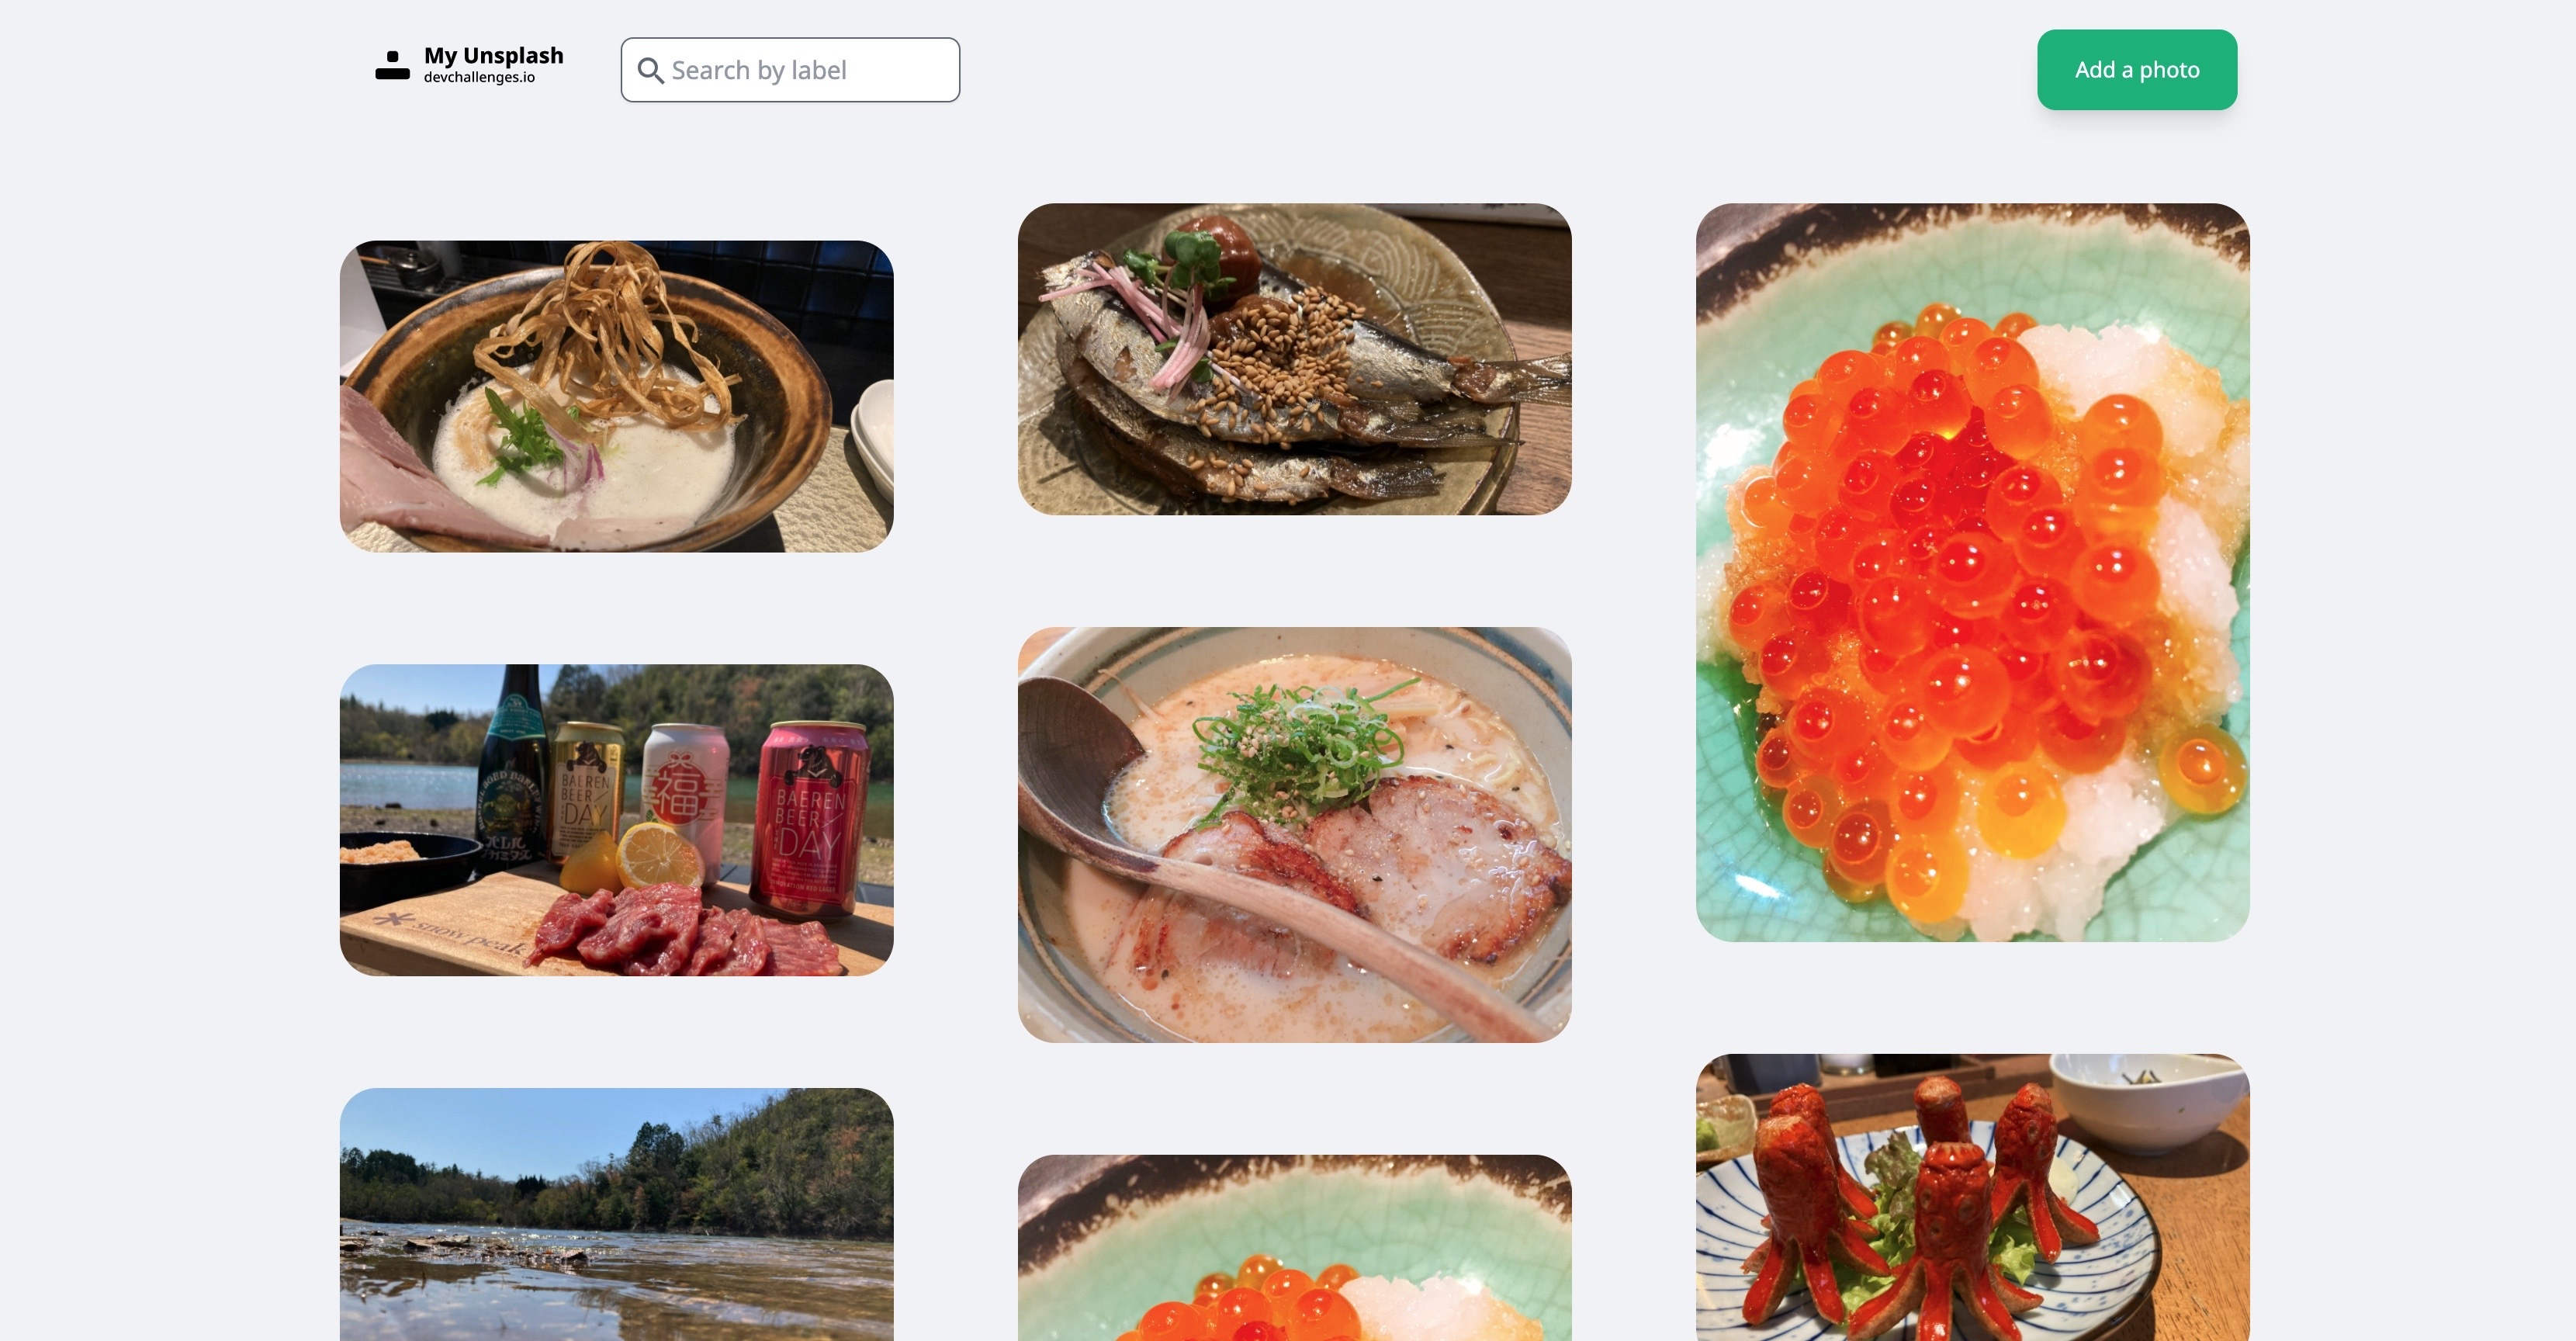 My Unsplash
devchallenges.io
Search by label
Add a photo
BAEREN
BEER
DAY
福
BAEREN
BEER
DAY
snow peak